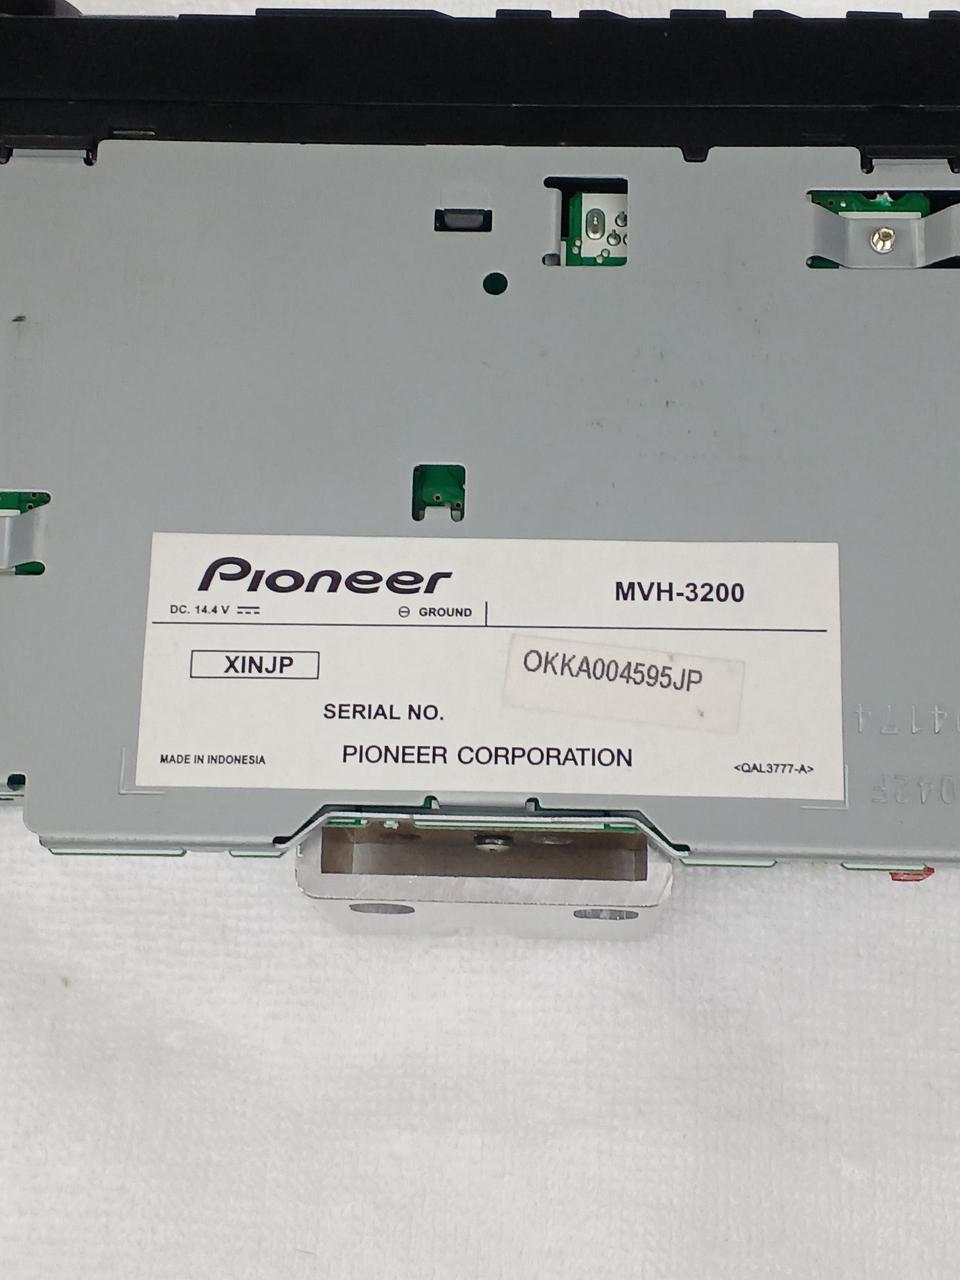 Pioneer
MVH-3200
DC. 14.4 V ⎓
⊖ GROUND
XINJP
OKKA004595JP
SERIAL NO.
MADE IN INDONESIA
PIONEER CORPORATION
<QAL3777-A>